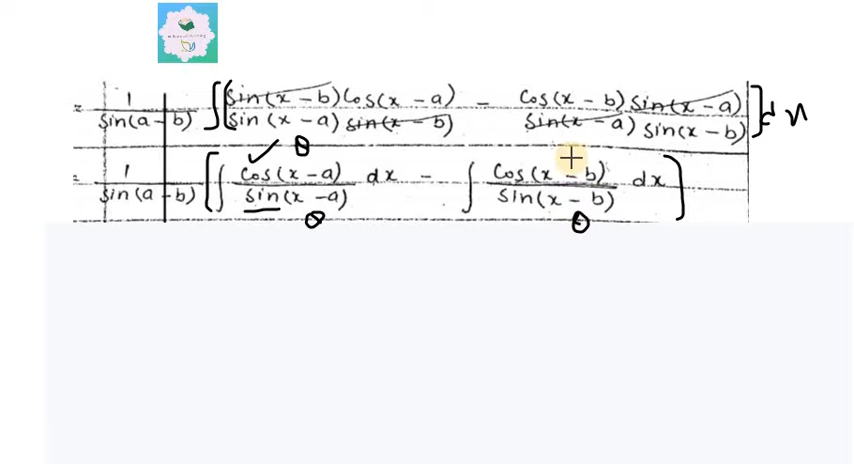 = 1/sin(a-b) ∫[sin(x-b)cos(x-a)/sin(x-a)sin(x-b) - cos(x-b)sin(x-a)/sin(x-a)sin(x-b)]dx
θ
= 1/sin(a-b) [∫ cos(x-a)/sin(x-a) dx - ∫ cos(x-b)/sin(x-b) dx]
θ θ